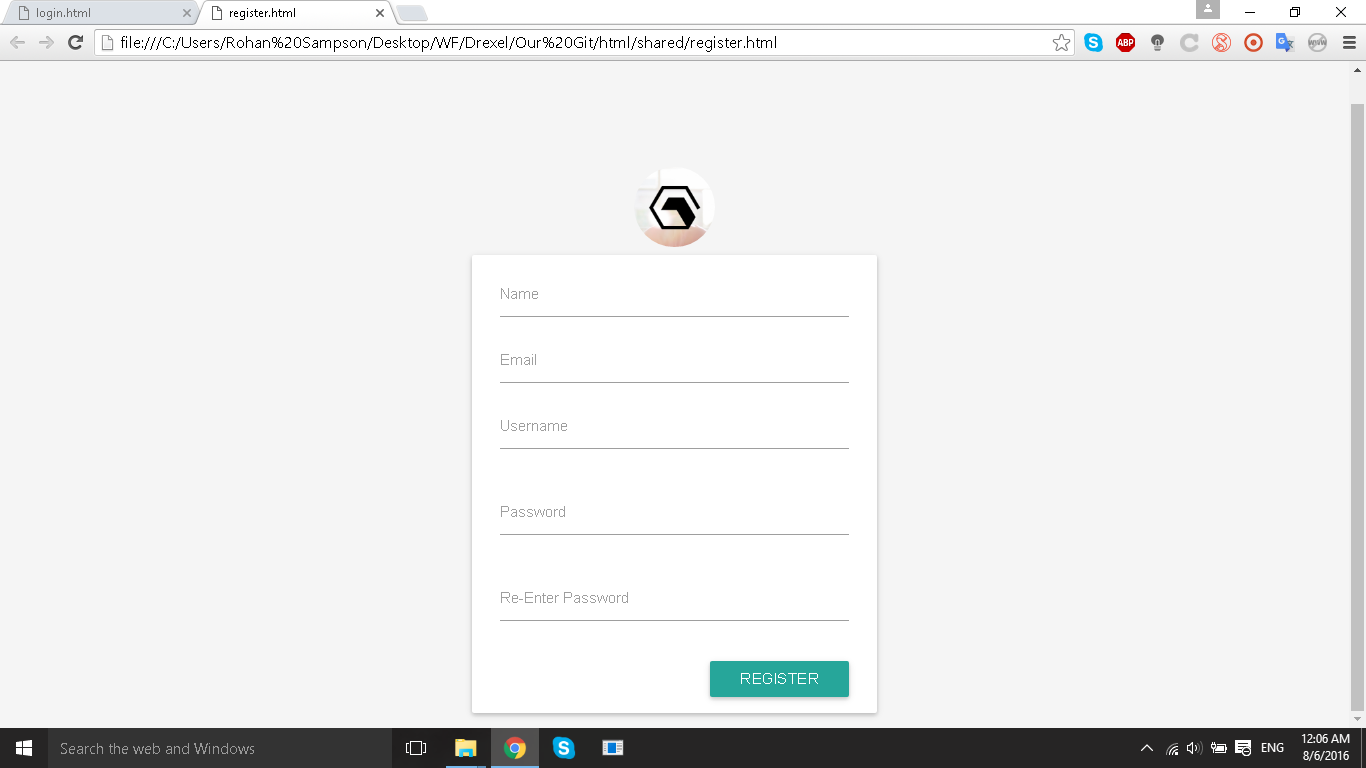 login.html
register.html
file:///C:/Users/Rohan%20Sampson/Desktop/WF/Drexel/Our%20Git/html/shared/register.html
ABP
Name
Email
Username
Password
Re-Enter Password
REGISTER
Search the web and Windows
ENG
12:06 AM
8/6/2016